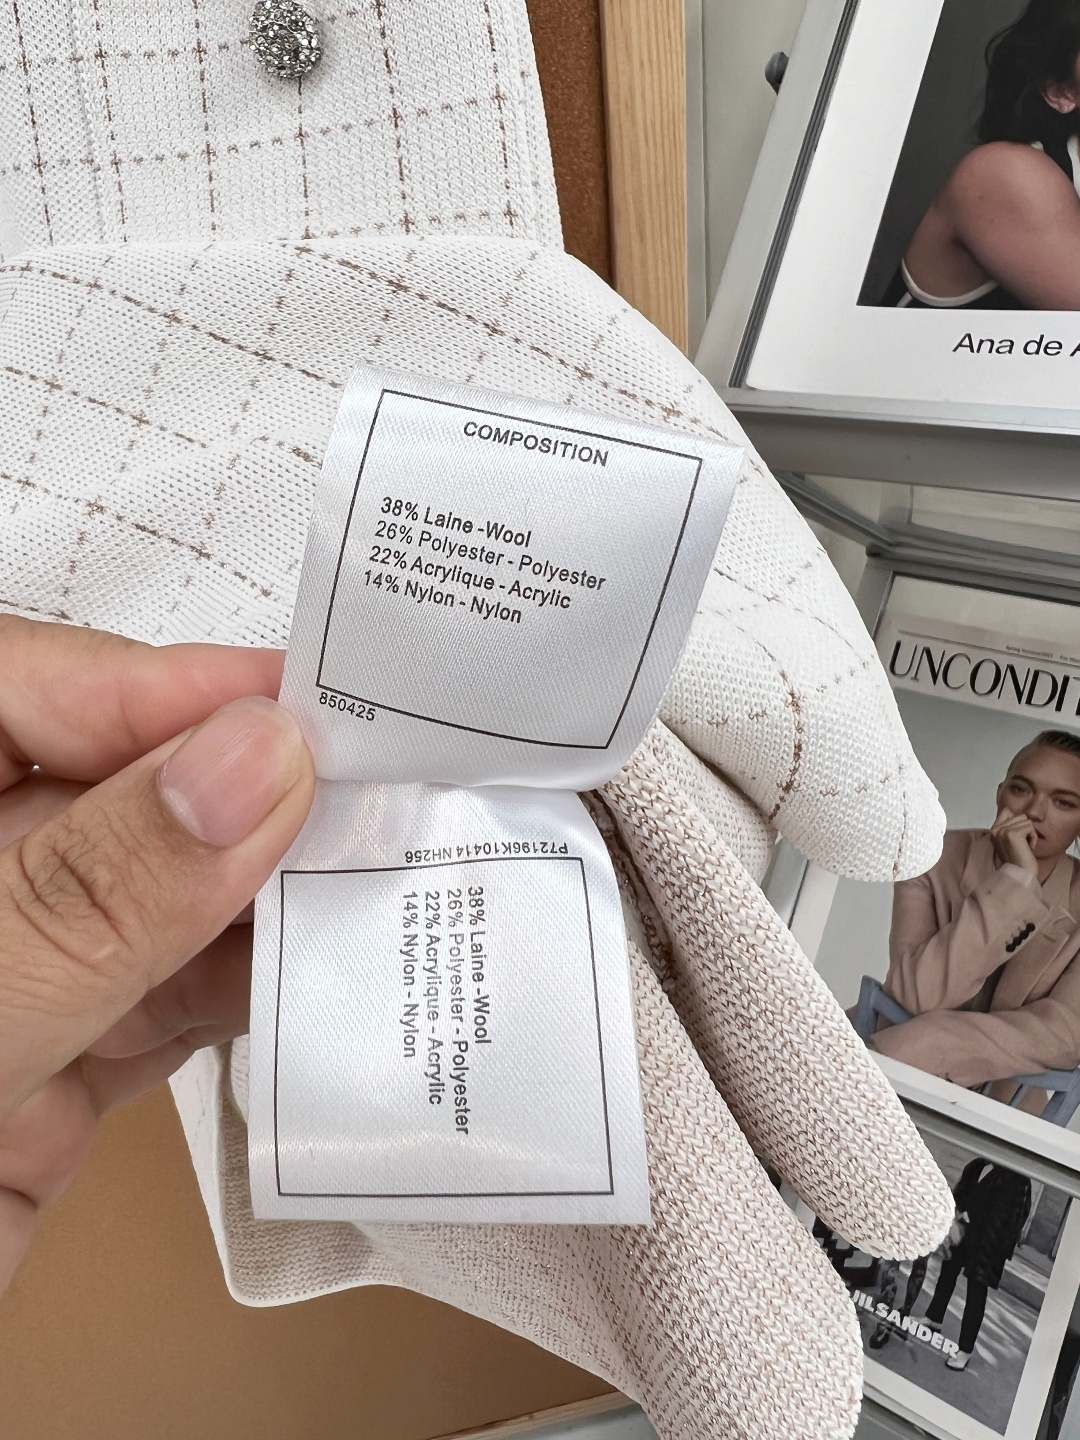 COMPOSITION
38% Laine -Wool
26% Polyester - Polyester
22% Acrylique - Acrylic
14% Nylon - Nylon
850425
P72196K10414 NH256
38% Laine -Wool
26% Polyester - Polyester
22% Acrylique - Acrylic
14% Nylon - Nylon
Ana de A
UNCONDIT
JIL SANDER